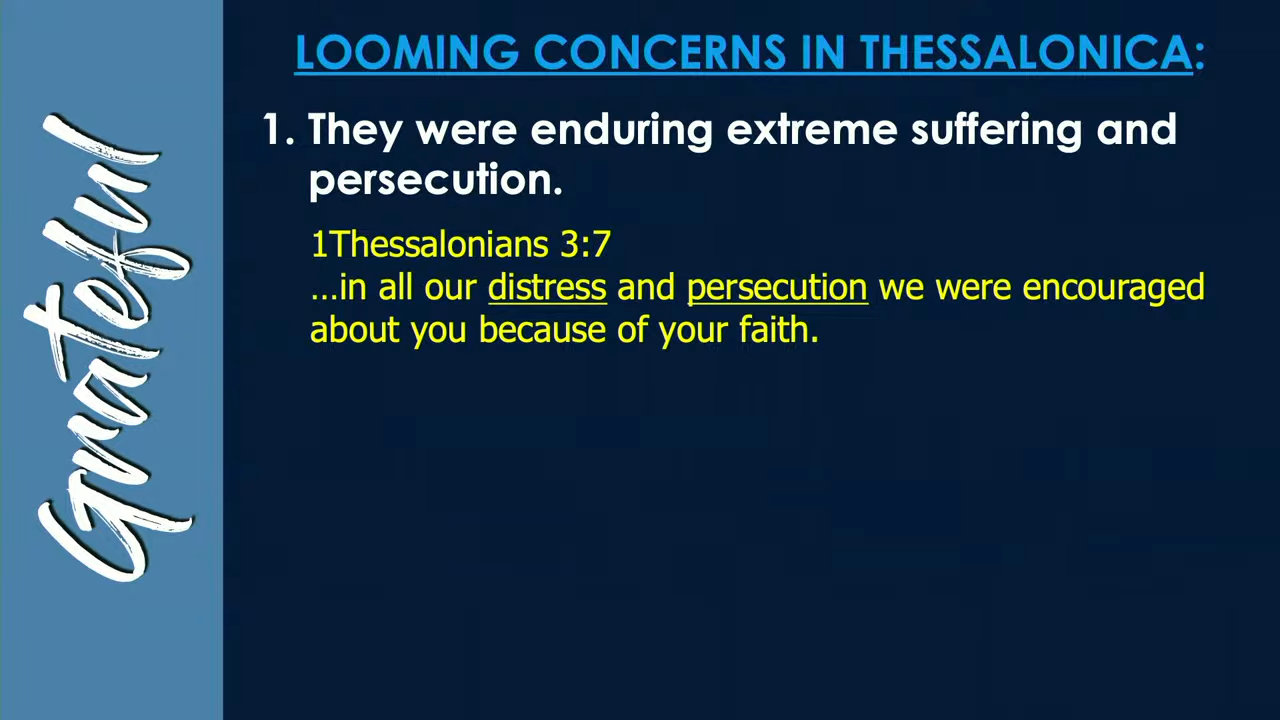 Grateful
LOOMING CONCERNS IN THESSALONICA:
1. They were enduring extreme suffering and
persecution.
1Thessalonians 3:7
…in all our distress and persecution we were encouraged
about you because of your faith.